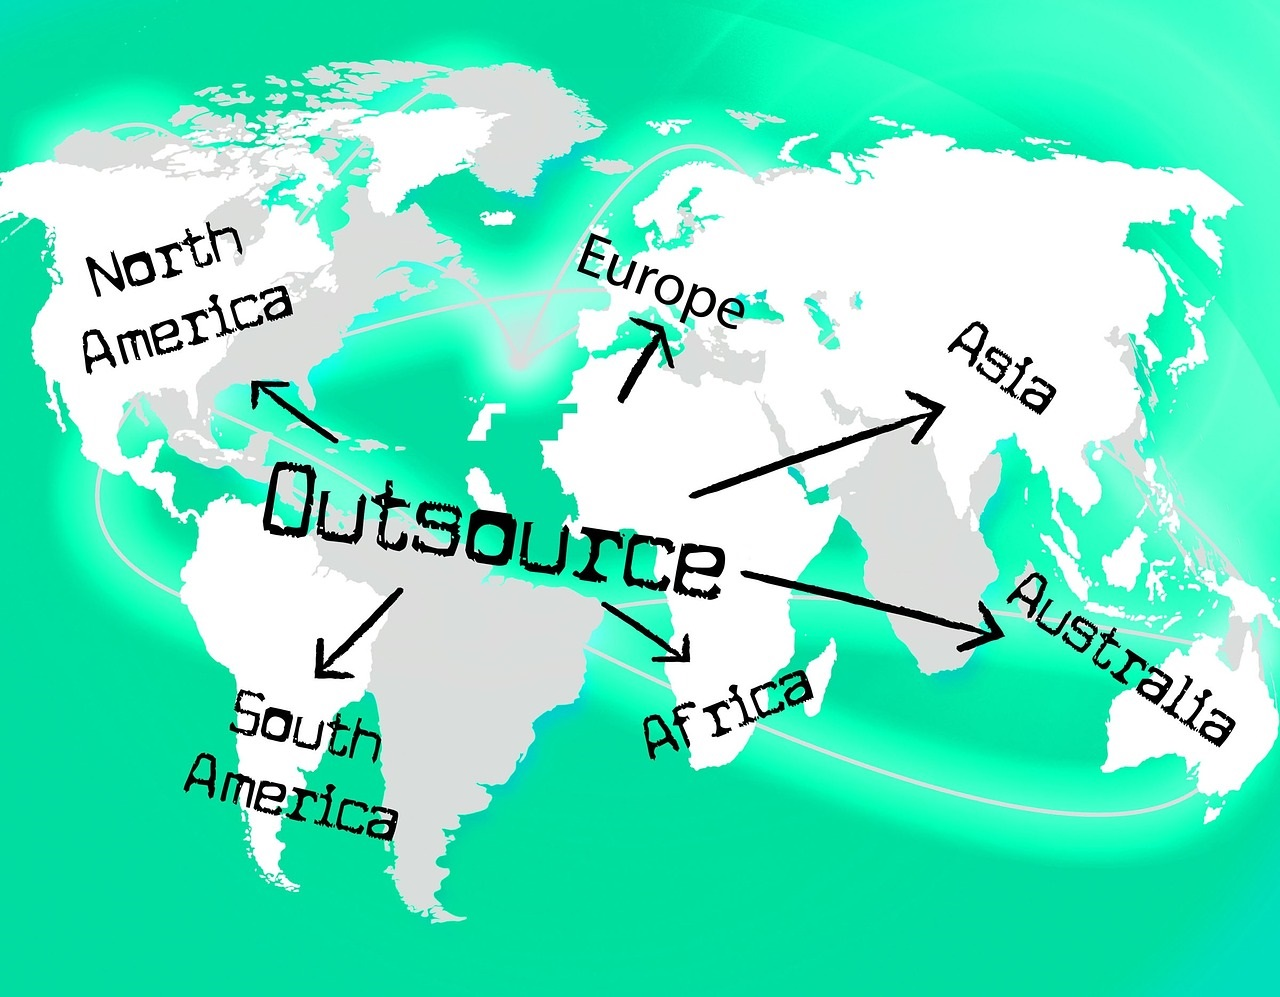 North
America
Europe
Asia
Outsource
Australia
South
America
Africa